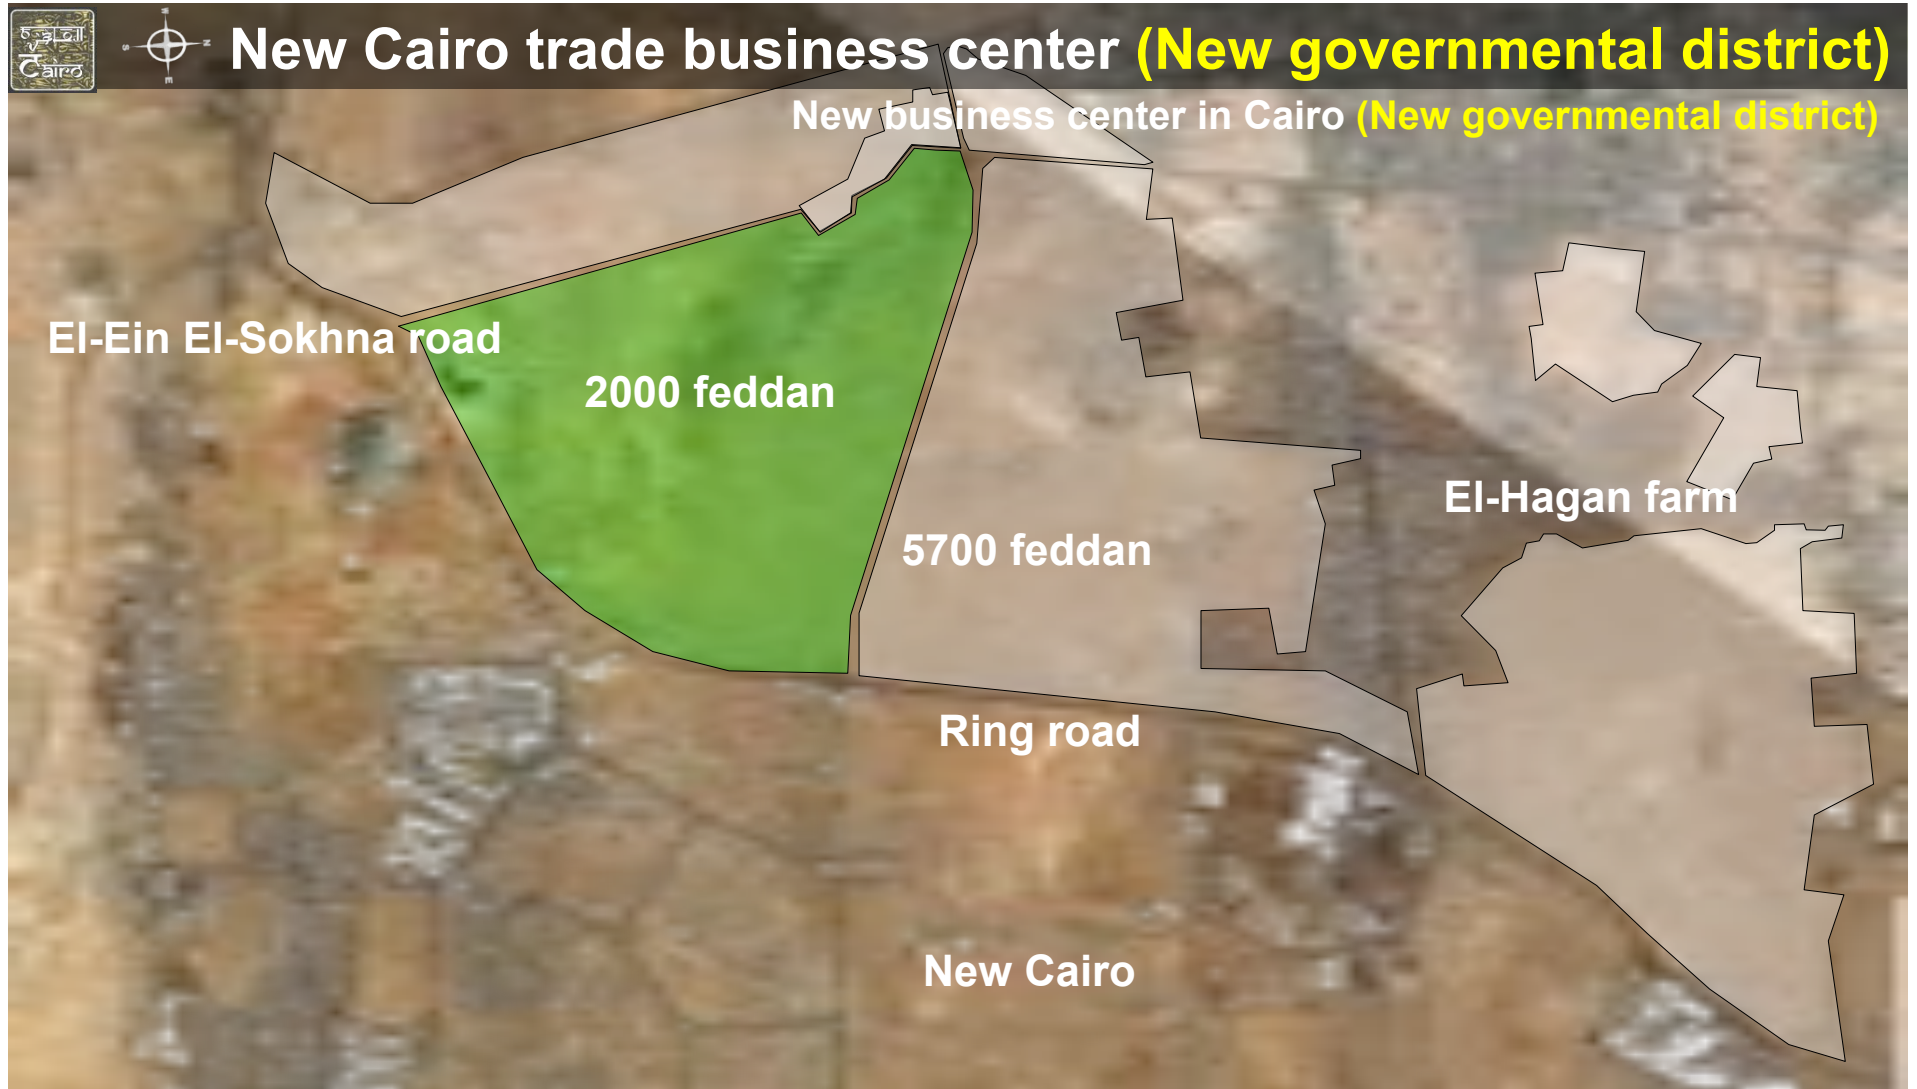 New Cairo trade business center (New governmental district)
New business center in Cairo (New governmental district)
El-Ein El-Sokhna road
2000 feddan
El-Hagan farm
5700 feddan
Ring road
New Cairo
Cairo
W
S
N
E